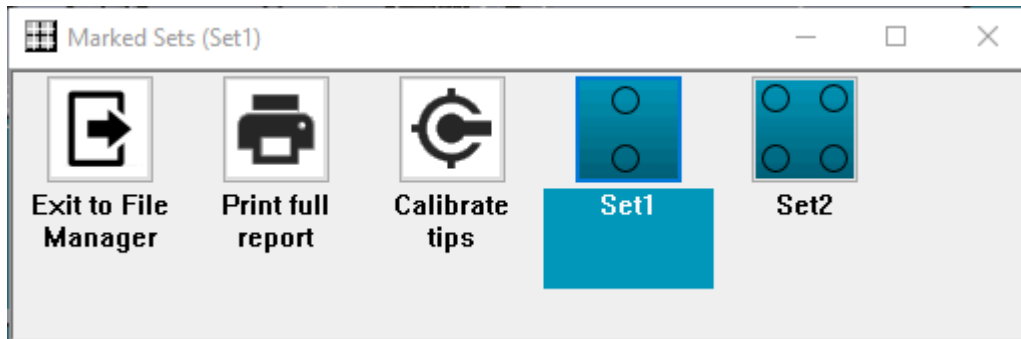 Marked Sets (Set1)
Exit to File
Manager
Print full
report
Calibrate
tips
Set1
Set2